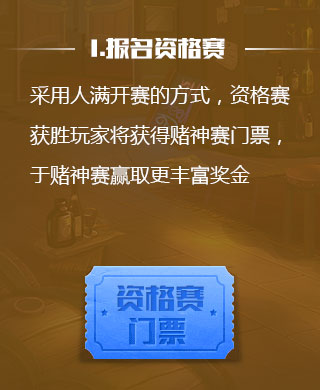 1.报名资格赛
采用人满开赛的方式，资格赛
获胜玩家将获得赌神赛门票，
于赌神赛赢取更丰富奖金
资格赛
门票